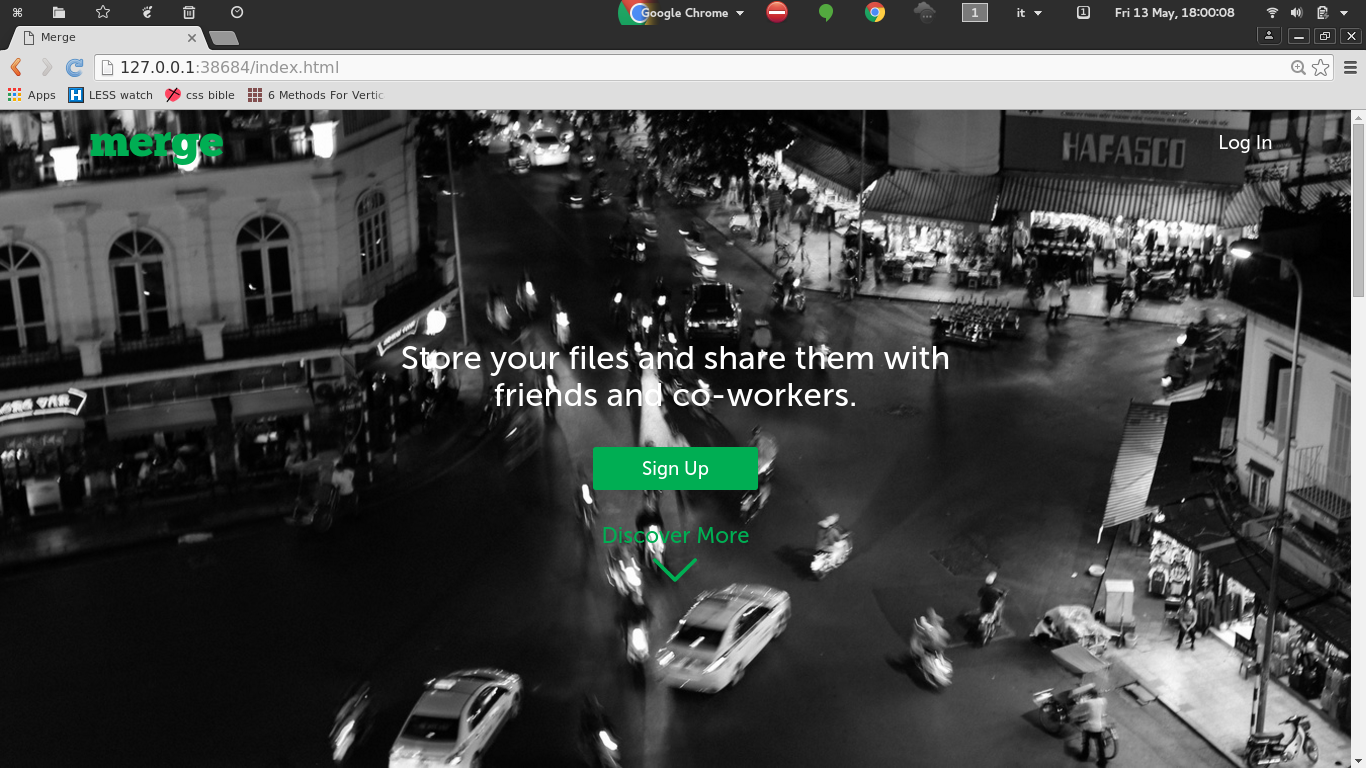 Google Chrome
1
it
1
Fri 13 May, 18:00:08
Merge
127.0.0.1:38684/index.html
Apps
H
LESS watch
css bible
6 Methods For Vertic
merge
Log In
HAFASCO
Store your files and share them with
friends and co-workers.
Sign Up
Discover More